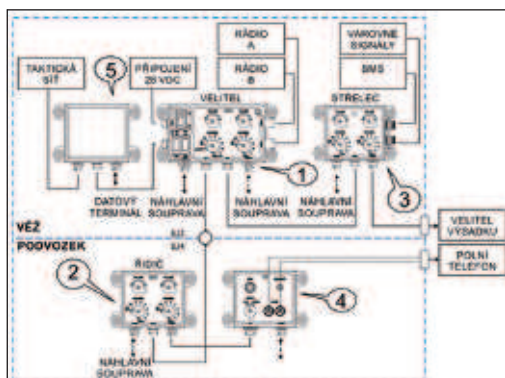 TAKTICKÁ
SÍŤ
5
PŘIPOJENÍ
28 VDC
RÁDIO
A
RÁDIO
B
VELITEL
VAROVNÉ
SIGNÁLY
SMS
STŘELEC
1
3
DATOVÝ
TERMINÁL
NÁHLAVNÍ
SOUPRAVA
NÁHLAVNÍ
SOUPRAVA
NÁHLAVNÍ
SOUPRAVA
VĚŽ
PODVOZEK
VELITEL
VÝSADKU
POLNÍ
TELEFON
2
ŘIDIČ
4
NÁHLAVNÍ
SOUPRAVA